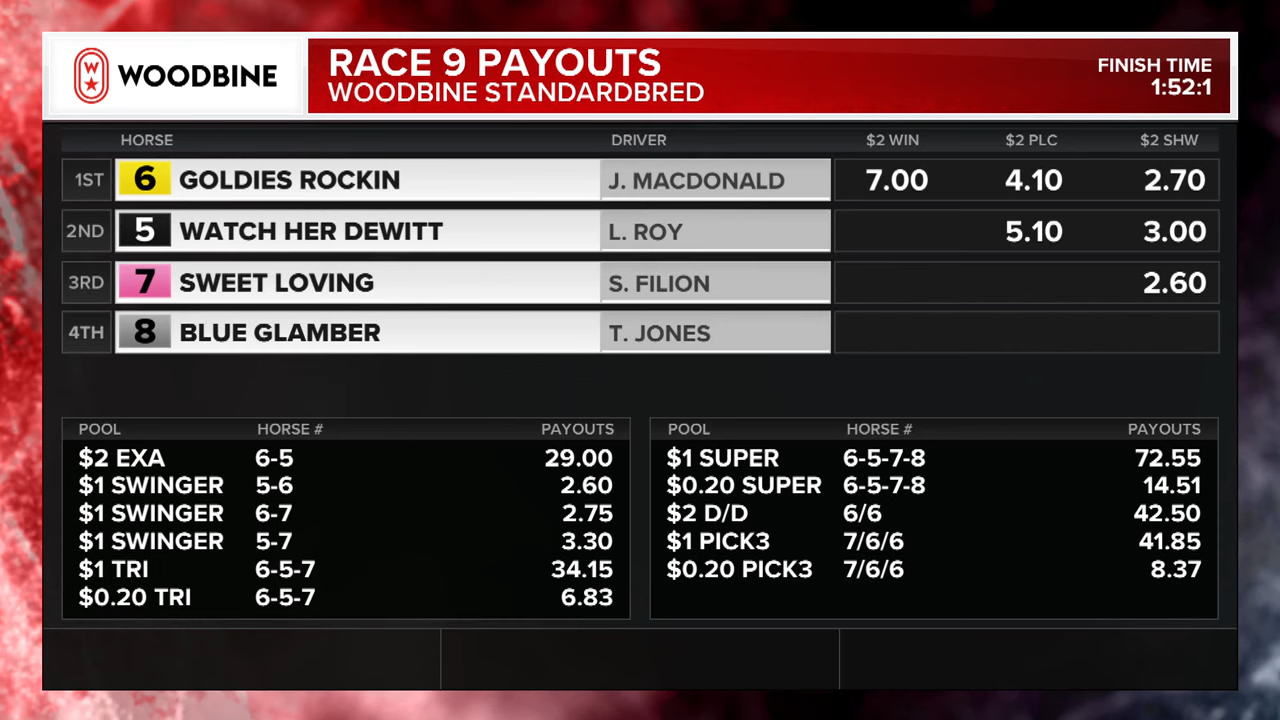 W
WOODBINE
RACE 9 PAYOUTS
WOODBINE STANDARDBRED
FINISH TIME
1:52:1
HORSE DRIVER $2 WIN $2 PLC $2 SHW
1ST 6 GOLDIES ROCKIN J. MACDONALD 7.00 4.10 2.70
2ND 5 WATCH HER DEWITT L. ROY 5.10 3.00
3RD 7 SWEET LOVING S. FILION 2.60
4TH 8 BLUE GLAMBER T. JONES
POOL HORSE # PAYOUTS
$2 EXA 6-5 29.00
$1 SWINGER 5-6 2.60
$1 SWINGER 6-7 2.75
$1 SWINGER 5-7 3.30
$1 TRI 6-5-7 34.15
$0.20 TRI 6-5-7 6.83
POOL HORSE # PAYOUTS
$1 SUPER 6-5-7-8 72.55
$0.20 SUPER 6-5-7-8 14.51
$2 D/D 6/6 42.50
$1 PICK3 7/6/6 41.85
$0.20 PICK3 7/6/6 8.37